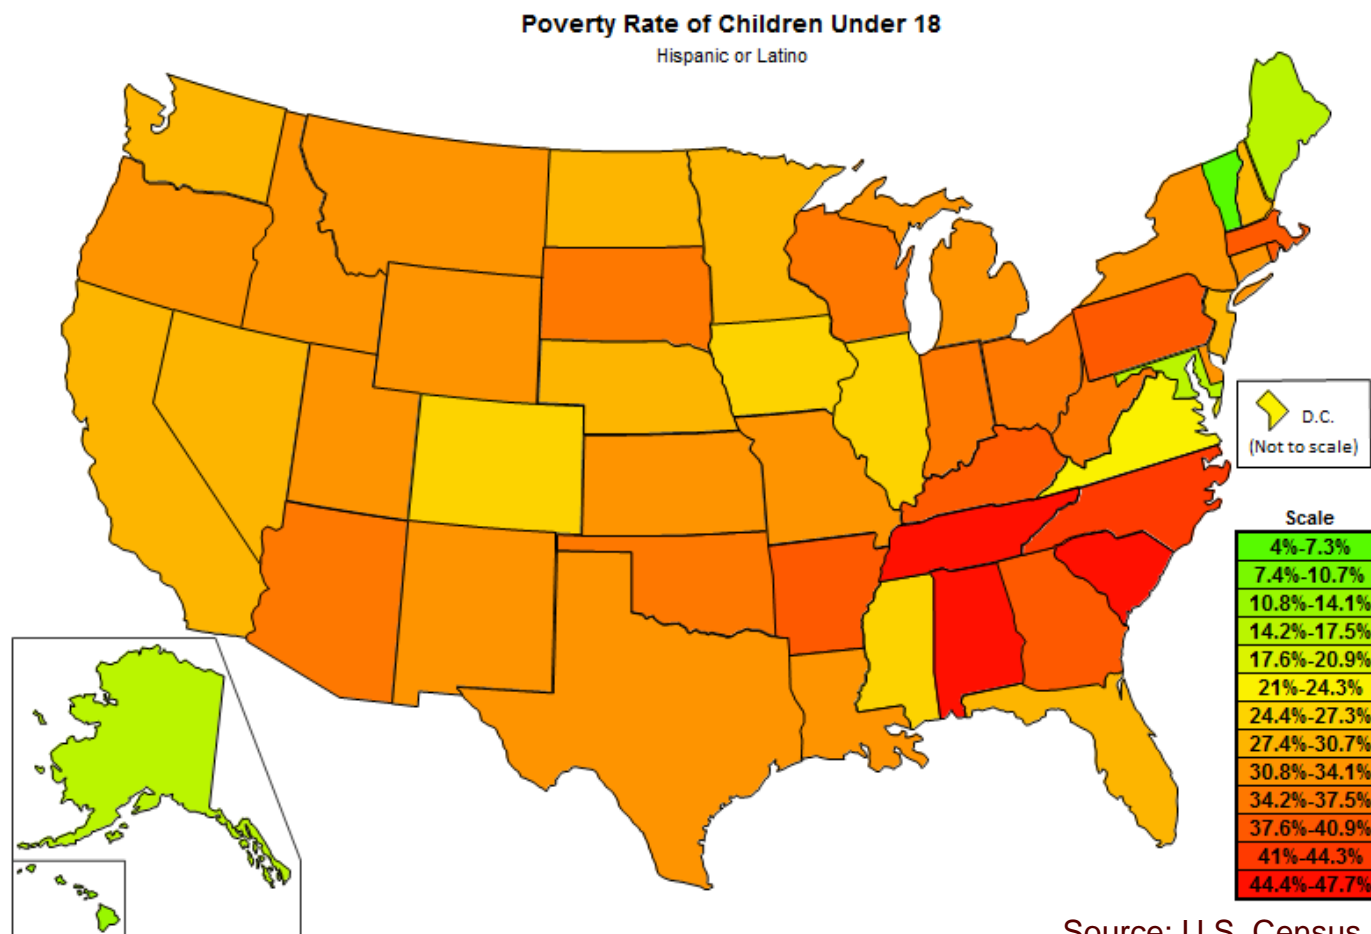 Poverty Rate of Children Under 18
Hispanic or Latino
D.C.
(Not to scale)
Scale
4%-7.3%
7.4%-10.7%
10.8%-14.1%
14.2%-17.5%
17.6%-20.9%
21%-24.3%
24.4%-27.3%
27.4%-30.7%
30.8%-34.1%
34.2%-37.5%
37.6%-40.9%
41%-44.3%
44.4%-47.7%
Source: U.S. Census